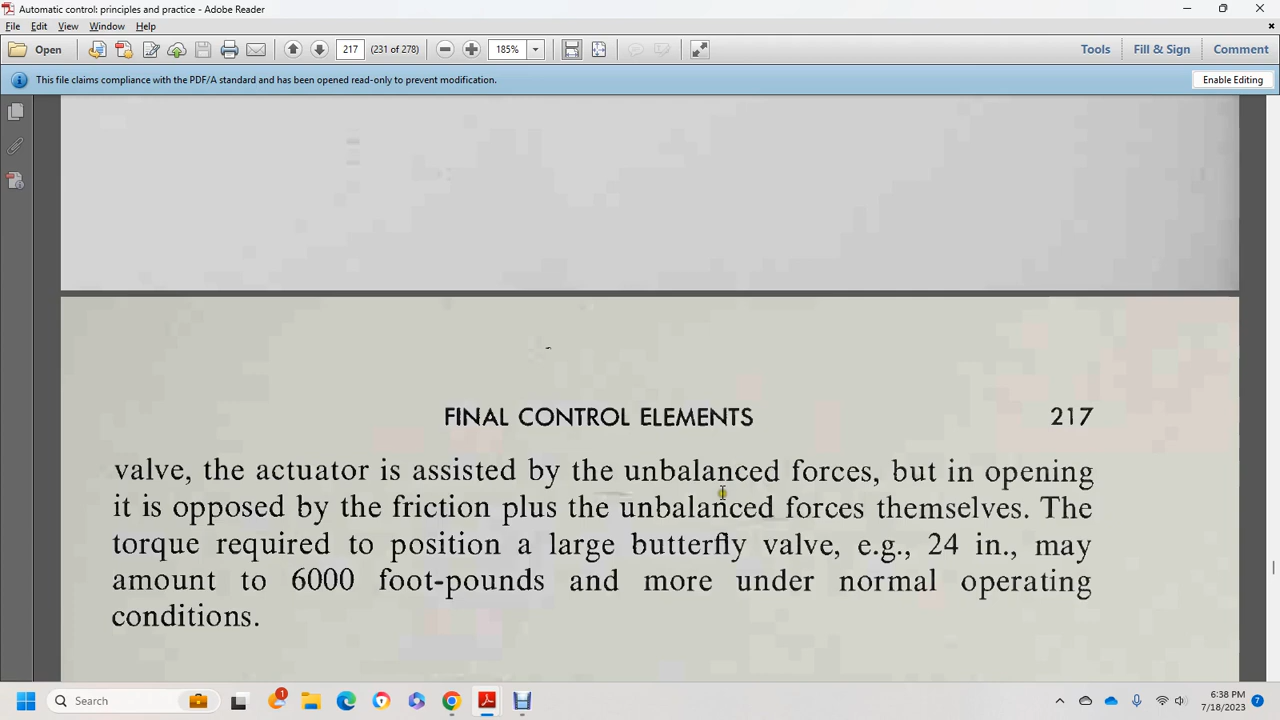 Automatic control: principles and practice - Adobe Reader
File Edit View Window Help
Open 217 (231 of 278) 185% Tools Fill & Sign Comment
This file claims compliance with the PDF/A standard and has been opened read-only to prevent modification. Enable Editing
FINAL CONTROL ELEMENTS 217
valve, the actuator is assisted by the unbalanced forces, but in opening
it is opposed by the friction plus the unbalanced forces themselves. The
torque required to position a large butterfly valve, e.g., 24 in., may
amount to 6000 foot-pounds and more under normal operating
conditions.
Search 1 6:38 PM
7/18/2023 7